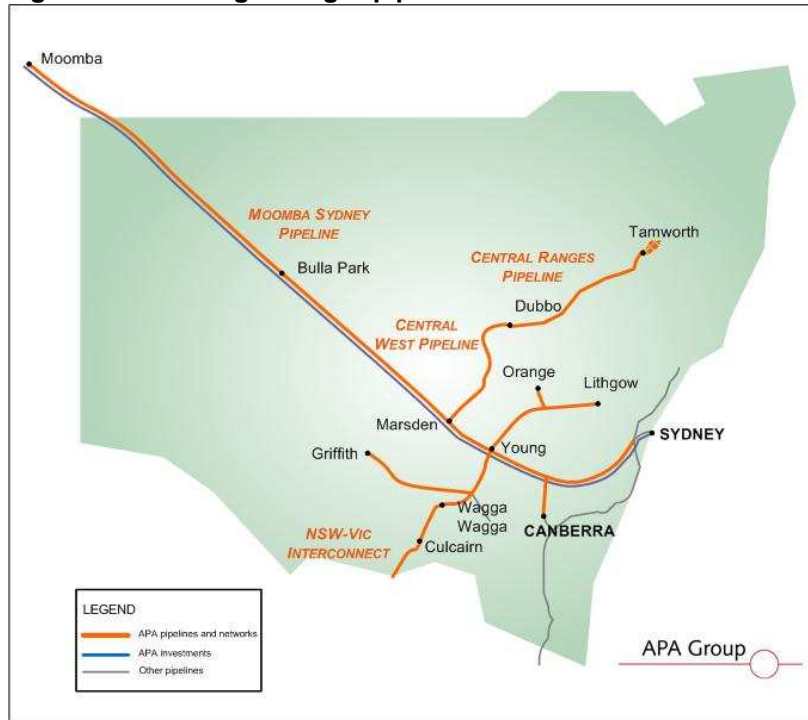 Moomba
MOOMBA SYDNEY
PIPELINE
Tamworth
CENTRAL RANGES
PIPELINE
Bulla Park
Dubbo
CENTRAL
WEST PIPELINE
Orange
Lithgow
Marsden
SYDNEY
Young
Griffith
Wagga
Wagga
CANBERRA
NSW-VIC
INTERCONNECT
Culcairn
LEGEND
APA pipelines and networks
APA investments
Other pipelines
APA Group